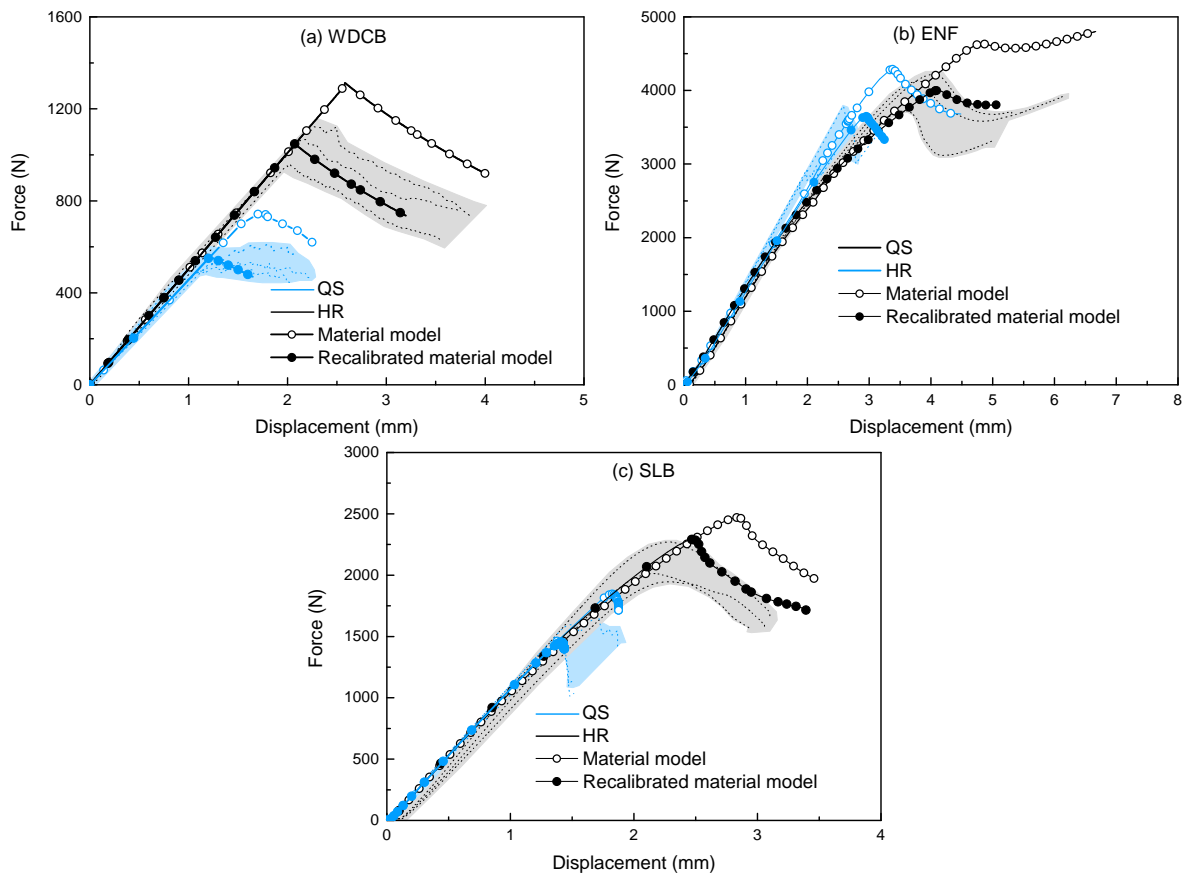 (a) WDCB
1600
1200
800
400
0
Force (N)
QS
HR
Material model
Recalibrated material model
0 1 2 3 4 5
Displacement (mm)
(b) ENF
5000
4000
3000
2000
1000
0
Force (N)
QS
HR
Material model
Recalibrated material model
0 1 2 3 4 5 6 7 8
Displacement (mm)
(c) SLB
3000
2500
2000
1500
1000
500
0
Force (N)
QS
HR
Material model
Recalibrated material model
0 1 2 3 4
Displacement (mm)